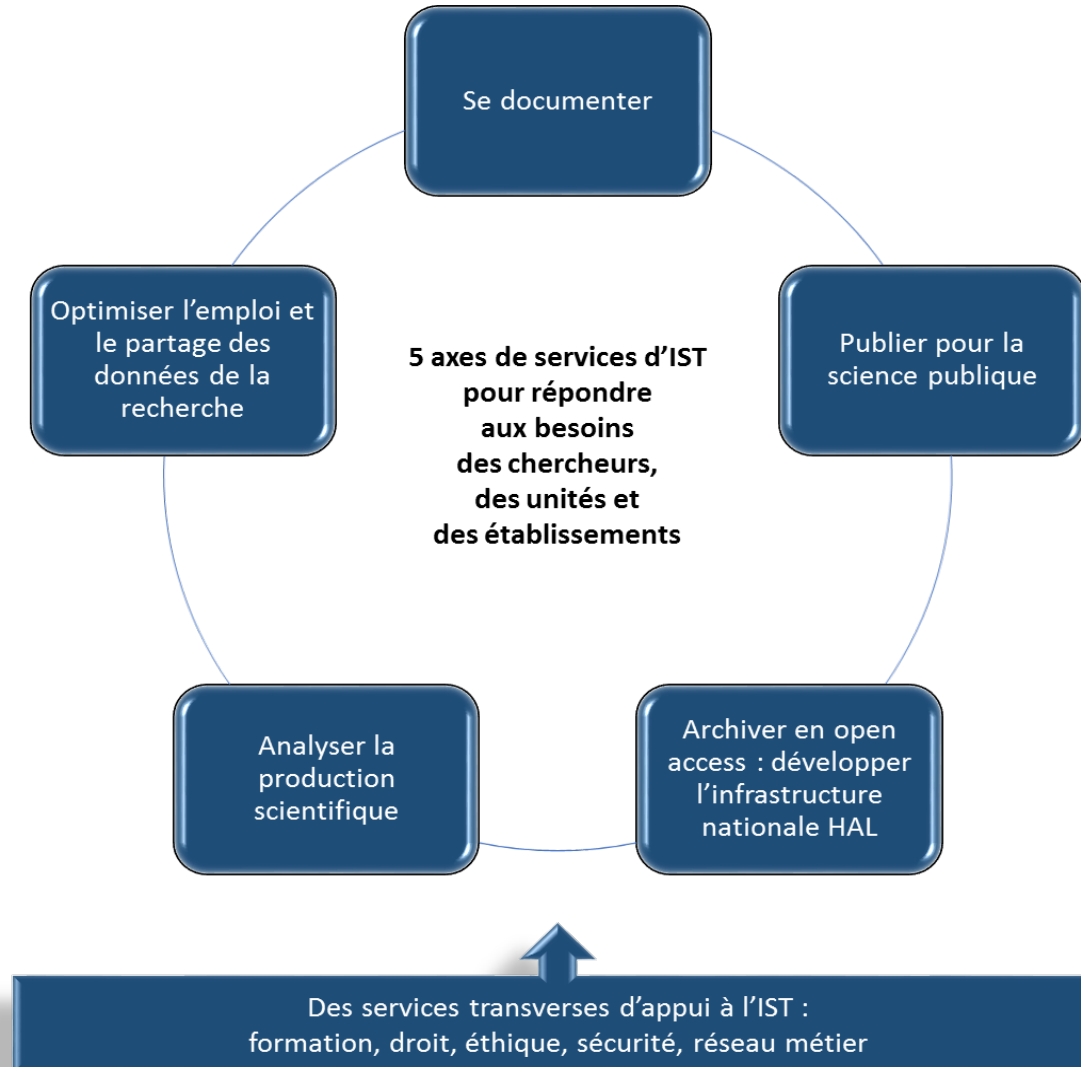 Se documenter
Optimiser l’emploi et
le partage des
données de la
recherche
5 axes de services d’IST
pour répondre
aux besoins
des chercheurs,
des unités et
des établissements
Publier pour la
science publique
Analyser la
production
scientifique
Archiver en open
access : développer
l’infrastructure
nationale HAL
Des services transverses d’appui à l’IST :
formation, droit, éthique, sécurité, réseau métier